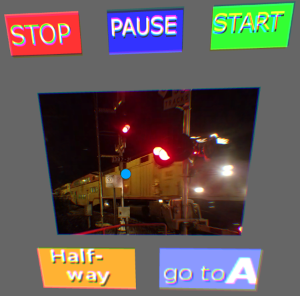 STOP
PAUSE
START
Half-
way
go to A